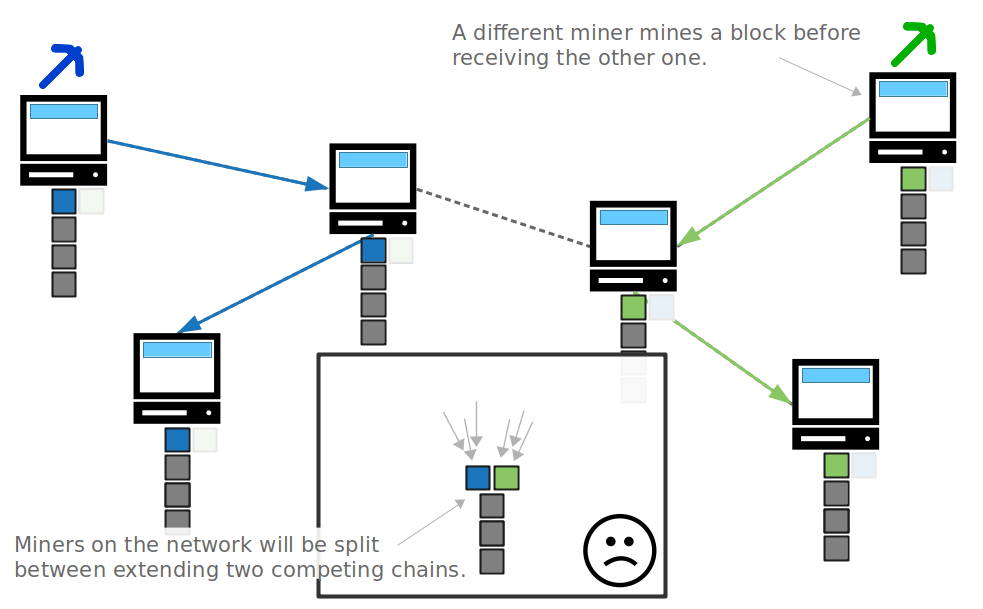 A different miner mines a block before
receiving the other one.
Miners on the network will be split
between extending two competing chains.